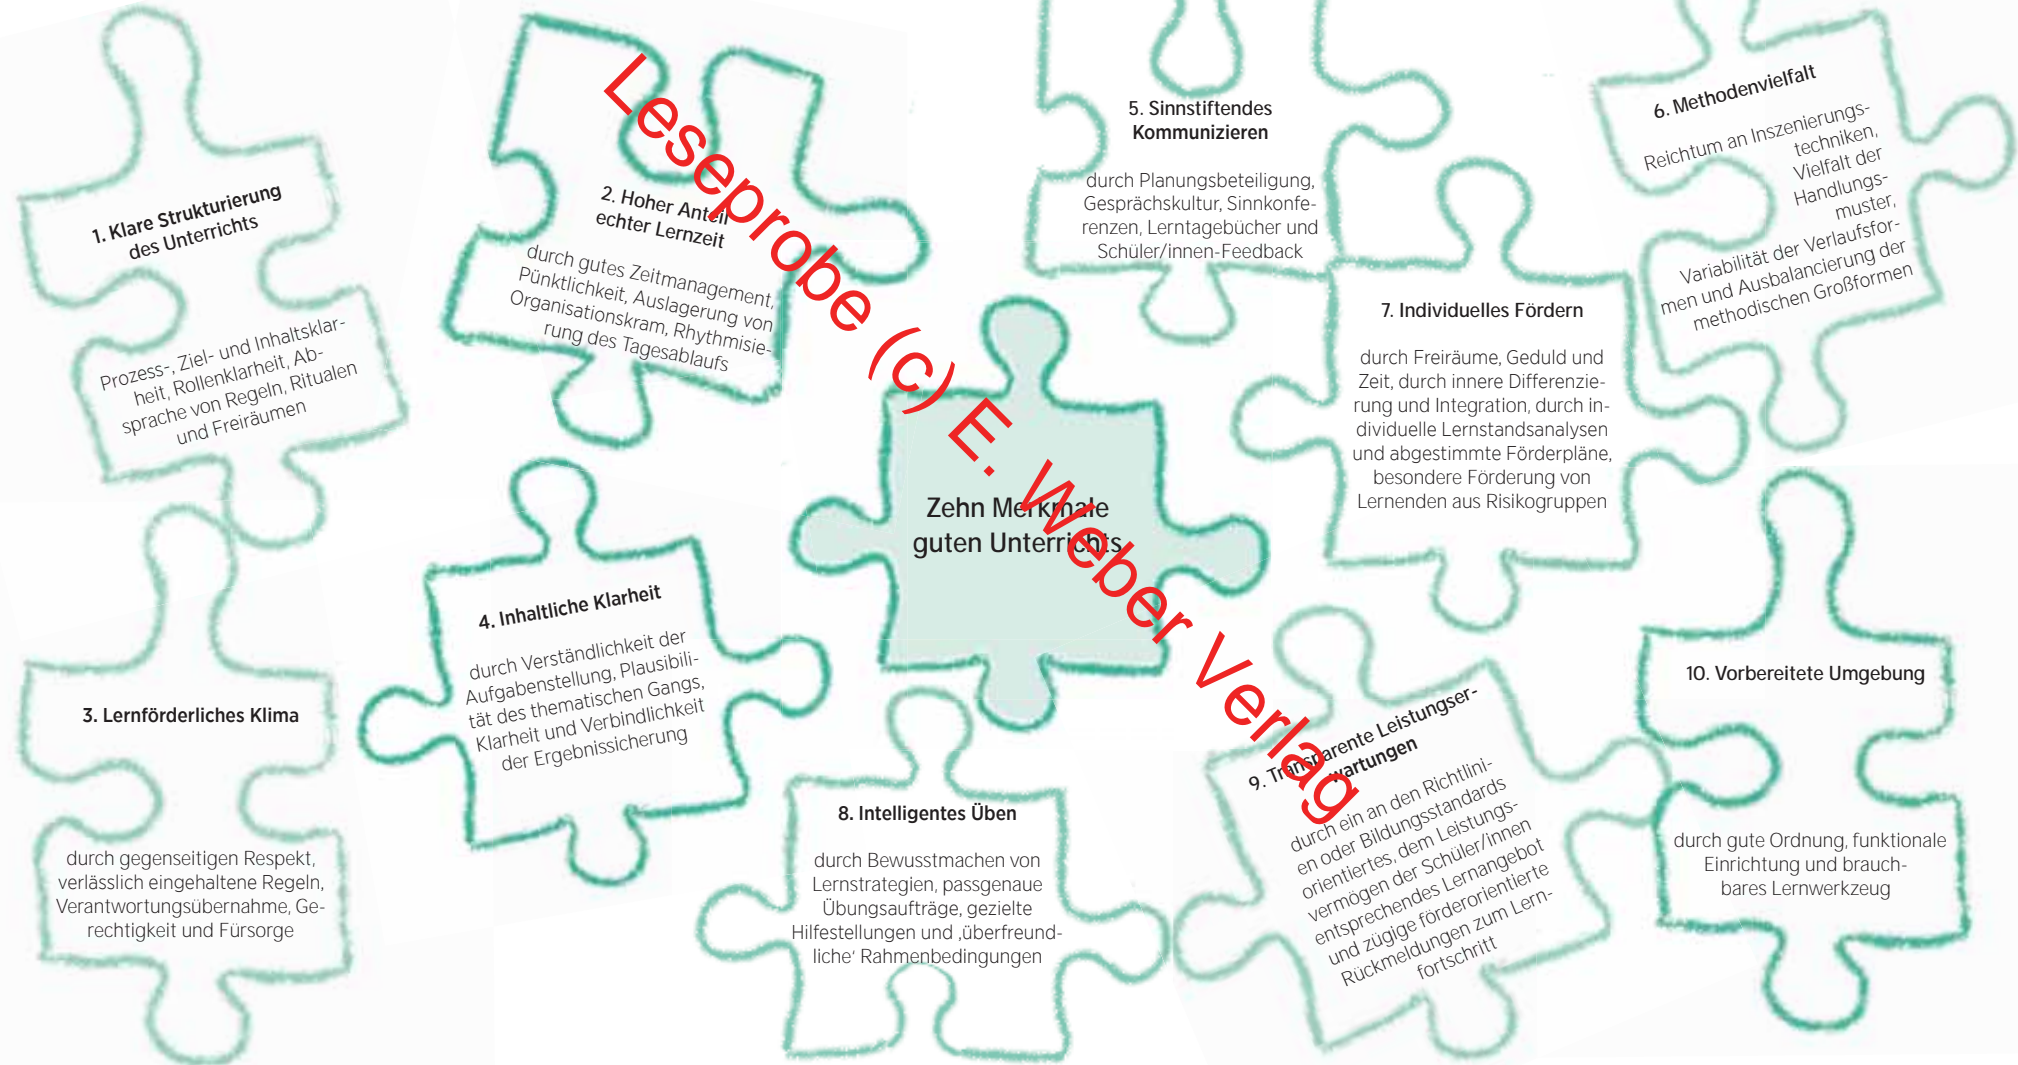 1. Klare Strukturierung
des Unterrichts
Prozess-, Ziel- und Inhaltsklar-
heit, Rollenklarheit, Ab-
sprache von Regeln, Ritualen
und Freiräumen
2. Hoher Anteil
echter Lernzeit
durch gutes Zeitmanagement,
Pünktlichkeit, Auslagerung von
Organisationskram, Rhythmisie-
rung des Tagesablaufs
3. Lernförderliches Klima
durch gegenseitigen Respekt,
verlässlich eingehaltene Regeln,
Verantwortungsübernahme, Ge-
rechtigkeit und Fürsorge
4. Inhaltliche Klarheit
durch Verständlichkeit der
Aufgabenstellung, Plausibili-
tät des thematischen Gangs,
Klarheit und Verbindlichkeit
der Ergebnissicherung
5. Sinnstiftendes
Kommunizieren
durch Planungsbeteiligung,
Gesprächskultur, Sinnkonfe-
renzen, Lerntagebücher und
Schüler/innen-Feedback
6. Methodenvielfalt
Reichtum an Inszenierungs-
techniken,
Vielfalt der
Handlungs-
muster,
Variabilität der Verlaufsfor-
men und Ausbalancierung der
methodischen Großformen
7. Individuelles Fördern
durch Freiräume, Geduld und
Zeit, durch innere Differenzie-
rung und Integration, durch in-
dividuelle Lernstandsanalysen
und abgestimmte Förderpläne,
besondere Förderung von
Lernenden aus Risikogruppen
Zehn Merkmale
guten Unterrichts
8. Intelligentes Üben
durch Bewusstmachen von
Lernstrategien, passgenaue
Übungsaufträge, gezielte
Hilfestellungen und ‚überfreund-
liche‘ Rahmenbedingungen
9. Transparente Leistungser-
wartungen
durch ein an den Richtlini-
en oder Bildungsstandards
orientiertes, dem Leistungs-
vermögen der Schüler/innen
entsprechendes Lernangebot
und zügige förderorientierte
Rückmeldungen zum Lern-
fortschritt
10. Vorbereitete Umgebung
durch gute Ordnung, funktionale
Einrichtung und brauch-
bares Lernwerkzeug
Leseprobe (c) E. Weber Verlag